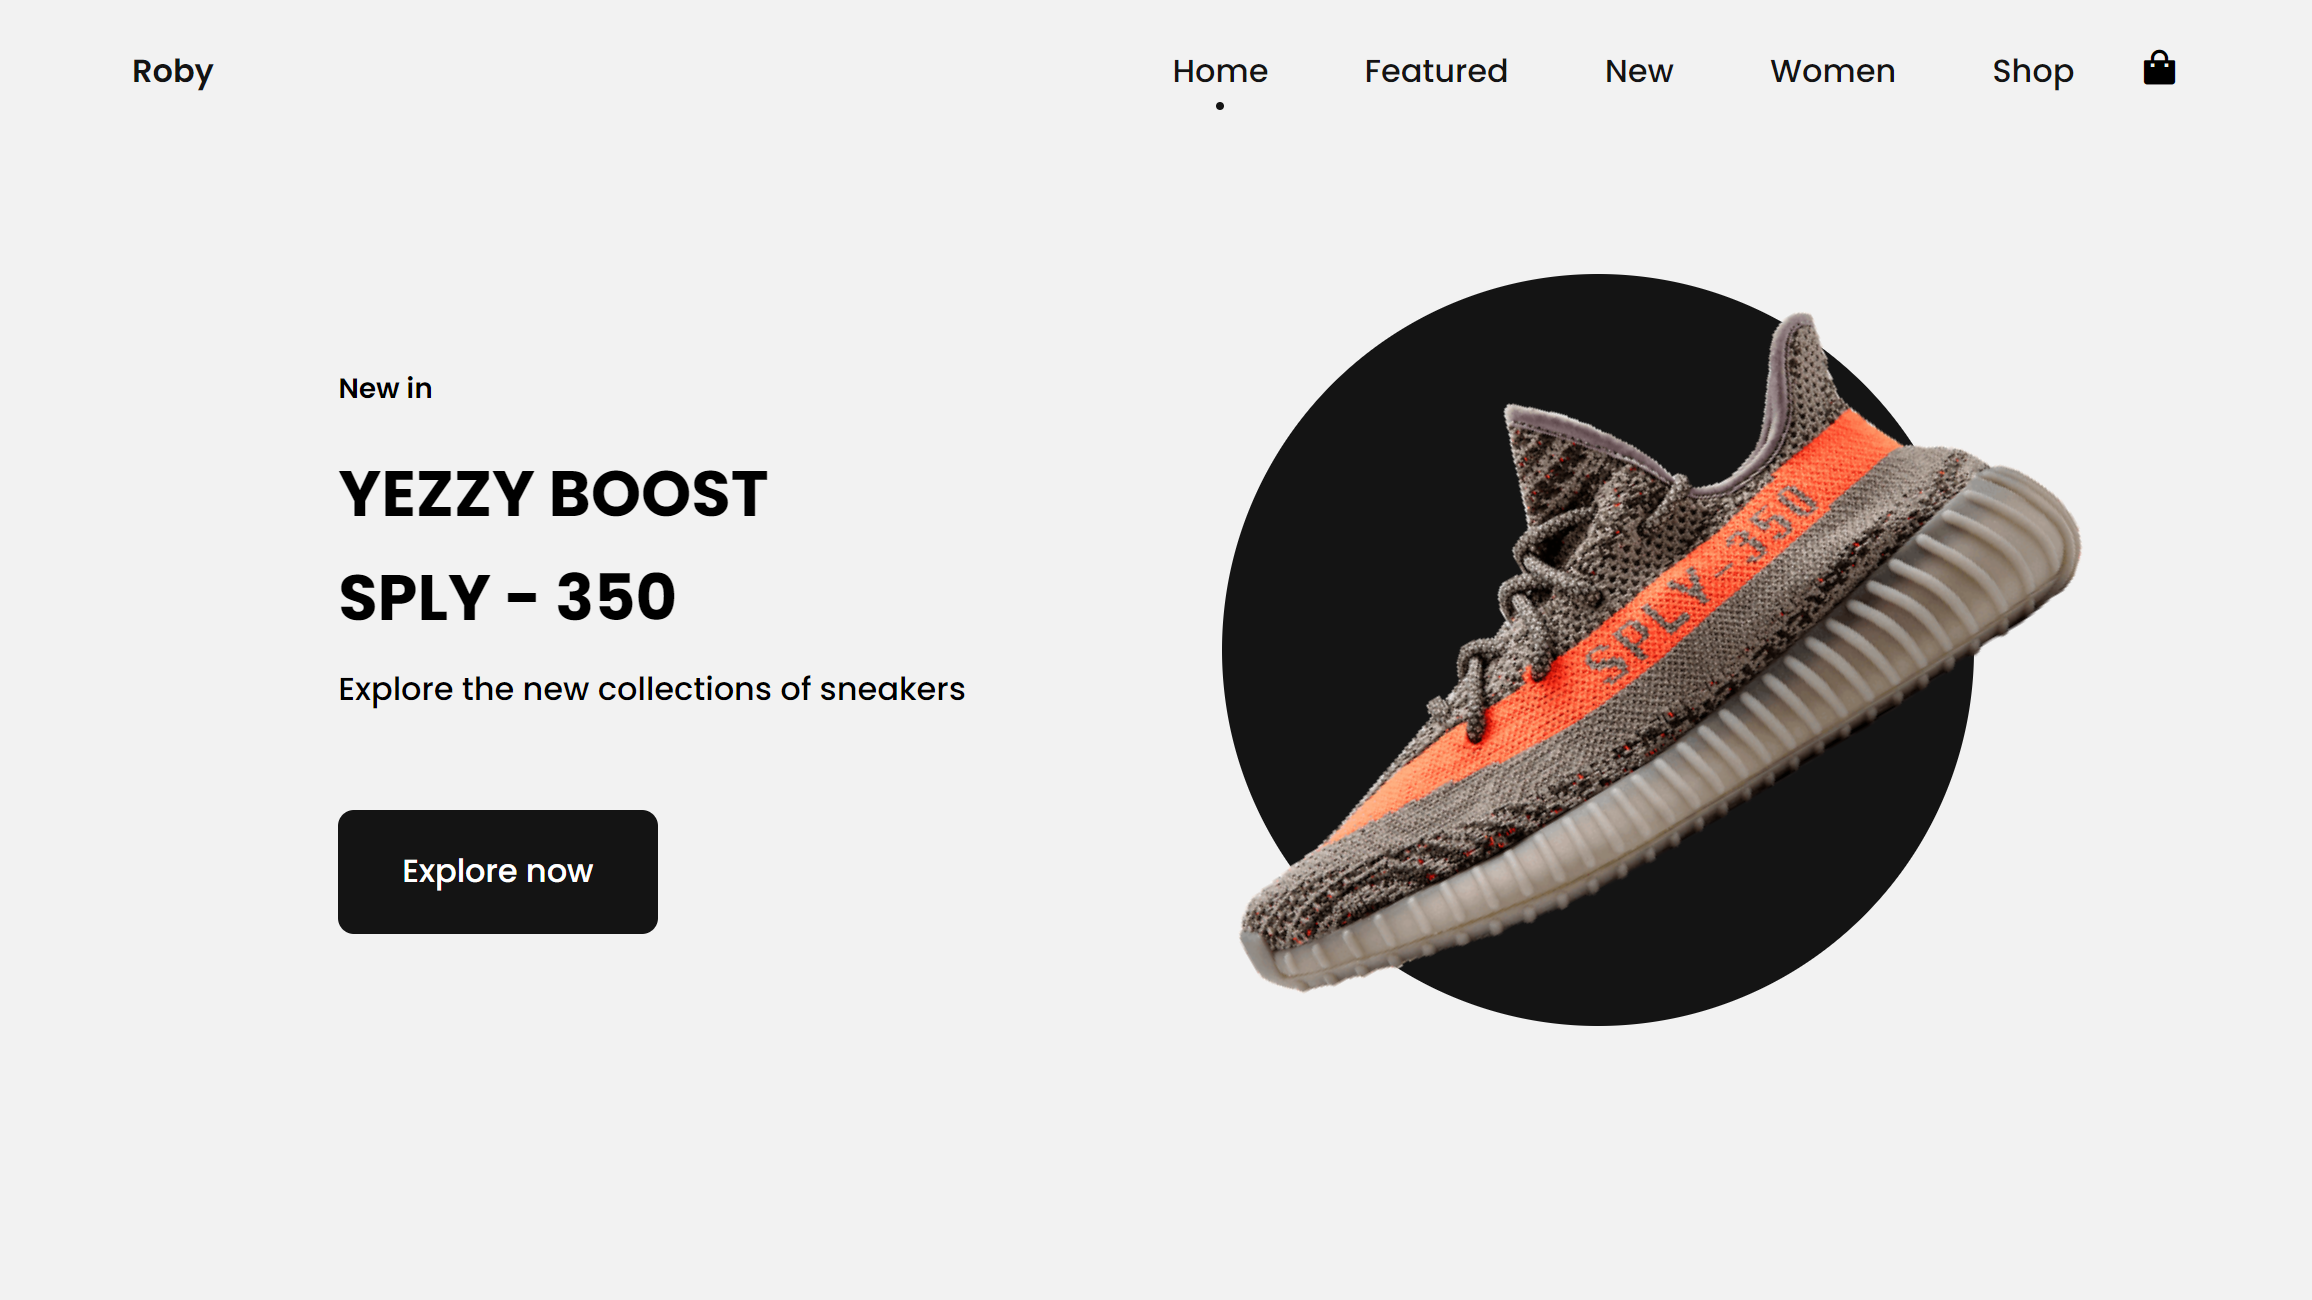 Roby
Home Featured New Women Shop
New in
YEZZY BOOST
SPLY - 350
Explore the new collections of sneakers
Explore now
SPLY-350